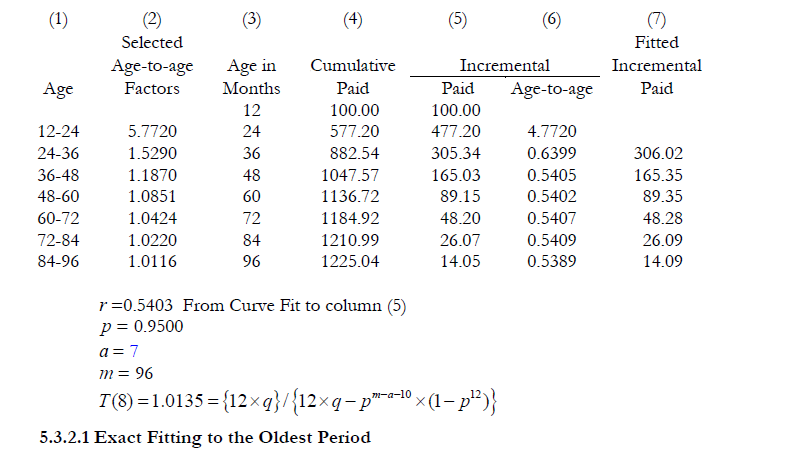 (1) (2) (3) (4) (5) (6) (7)
Selected Fitted
Age-to-age Age in Cumulative Incremental Incremental
Age Factors Months Paid Paid Age-to-age Paid
12 100.00 100.00
12-24 5.7720 24 577.20 477.20 4.7720
24-36 1.5290 36 882.54 305.34 0.6399 306.02
36-48 1.1870 48 1047.57 165.03 0.5405 165.35
48-60 1.0851 60 1136.72 89.15 0.5402 89.35
60-72 1.0424 72 1184.92 48.20 0.5407 48.28
72-84 1.0220 84 1210.99 26.07 0.5409 26.09
84-96 1.0116 96 1225.04 14.05 0.5389 14.09
r =0.5403 From Curve Fit to column (5)
p = 0.9500
a = 7
m = 96
T(8) = 1.0135 = {12×q}/{12×q − p^{m−a−10} × (1− p^{12})}
5.3.2.1 Exact Fitting to the Oldest Period